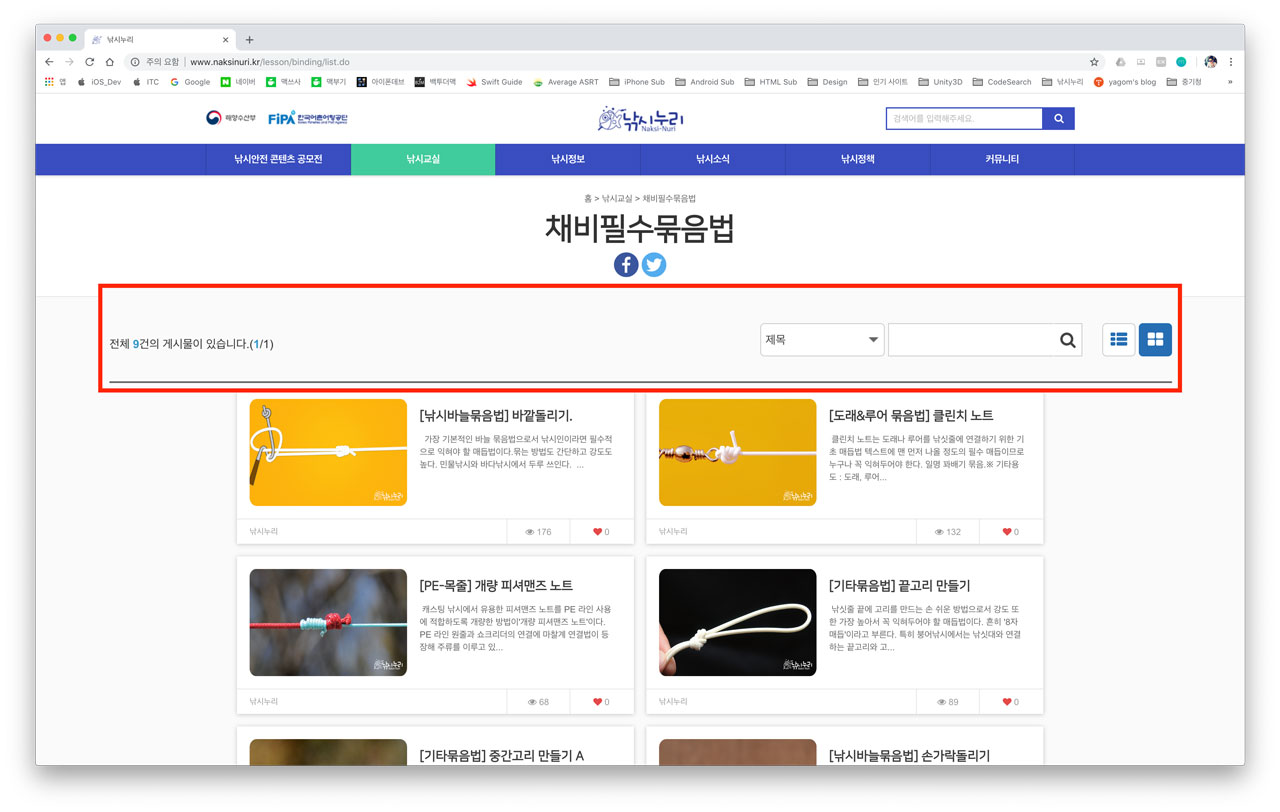 낚시누리
주의 요함 | www.naksinuri.kr/lesson/binding/list.do
앱 iOS_Dev ITC Google 네이버 맥쓰사 맥부기 아이폰데브 백투더맥 Swift Guide Average ASRT iPhone Sub Android Sub HTML Sub Design 인기 사이트 Unity3D CodeSearch 낚시누리 yagom's blog 중기청 »
해양수산부 FiPA 한국어촌어항공단 낚시누리 Naksi-Nuri 검색어를 입력해주세요.
낚시안전 콘텐츠 공모전 낚시교실 낚시정보 낚시소식 낚시정책 커뮤니티
홈 > 낚시교실 > 채비필수묶음법
채비필수묶음법
전체 9건의 게시물이 있습니다.(1/1) 제목
[낚시바늘묶음법] 바깥돌리기.
가장 기본적인 바늘 묶음법으로서 낚시인이라면 필수적
으로 익혀야 할 매듭법이다.묶는 방법도 간단하고 강도도
높다. 민물낚시와 바다낚시에서 두루 쓰인다. ...
낚시누리
낚시누리 176 0
[도래&루어 묶음법] 클린치 노트
클린치 노트는 도래나 루어를 낚싯줄에 연결하기 위한 기
초 매듭법 텍스트에 맨 먼저 나올 정도의 필수 매듭이므로
누구나 꼭 익혀두어야 한다. 일명 꽈배기 묶음.※ 기타용
도 : 도래, 루어...
낚시누리
낚시누리 132 0
[PE-목줄] 개량 피셔맨즈 노트
캐스팅 낚시에서 유용한 피셔맨즈 노트를 PE 라인 사용
에 적합하도록 개량한 방법이'개량 피셔맨즈 노트'이다.
PE 라인 원줄과 쇼크리더의 연결에 마찰계 연결법이 등
장해 주류를 이루고 있...
낚시누리
낚시누리 68 0
[기타묶음법] 끝고리 만들기
낚싯줄 끝에 고리를 만드는 손 쉬운 방법으로서 강도 또
한 가장 높아서 꼭 익혀두어야 할 매듭법이다. 흔히 '8자
매듭'이라고 부른다. 특히 붕어낚시에서는 낚싯대와 연결
하는 끝고리와 고...
낚시누리
낚시누리 89 0
[기타묶음법] 중간고리 만들기 A
[낚시바늘묶음법] 손가락돌리기